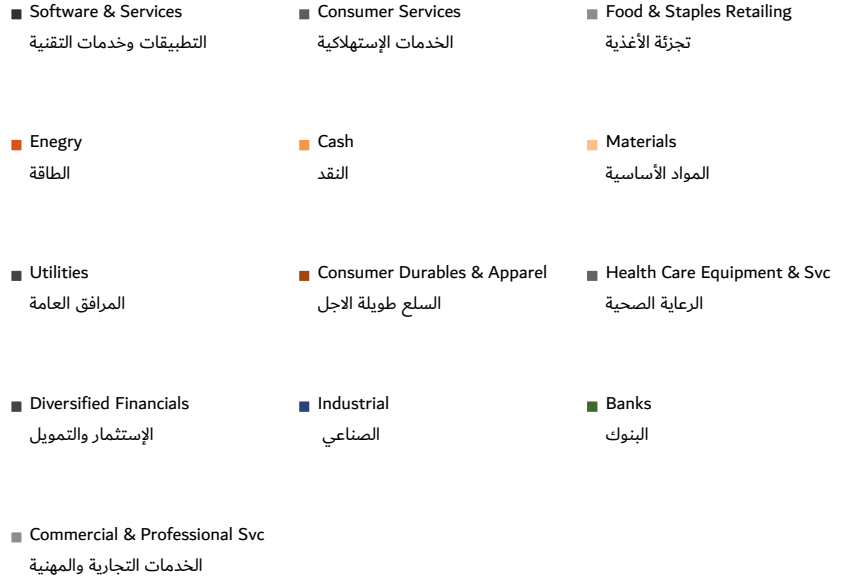 Software & Services
التطبيقات وخدمات التقنية
Consumer Services
الخدمات الإستهلاكية
Food & Staples Retailing
تجزئة الأغذية
Enegry
الطاقة
Cash
النقد
Materials
المواد الأساسية
Utilities
المرافق العامة
Consumer Durables & Apparel
السلع طويلة الاجل
Health Care Equipment & Svc
الرعاية الصحية
Diversified Financials
الإستثمار والتمويل
Industrial
الصناعي
Banks
البنوك
Commercial & Professional Svc
الخدمات التجارية والمهنية